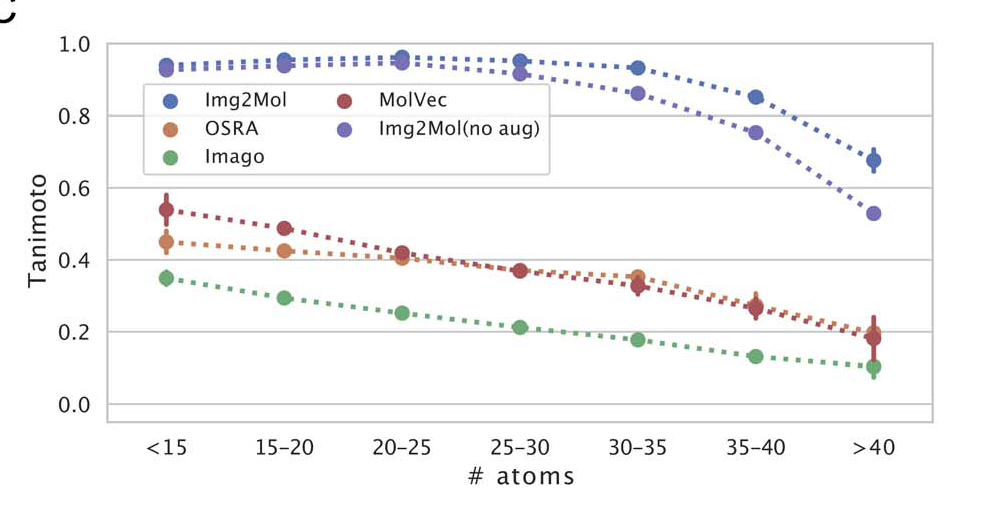 1.0
0.8
0.6
0.4
0.2
0.0
Tanimoto
Img2Mol
MolVec
OSRA
Img2Mol(no aug)
Imago
<15 15–20 20–25 25–30 30–35 35–40 >40
# atoms